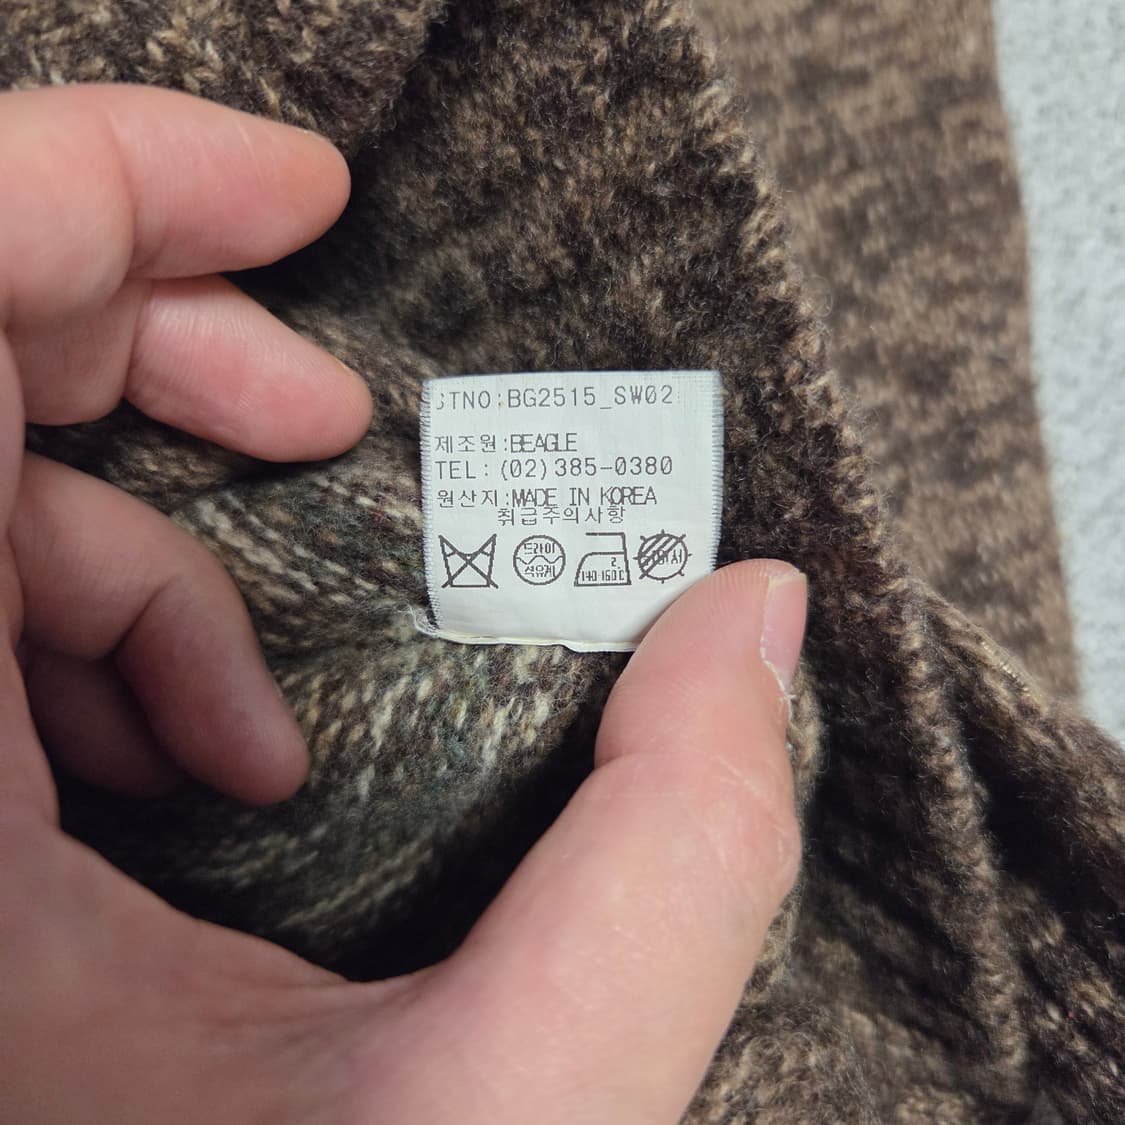 STNO:BG2515_SW02
제조원:BEAGLE
TEL:(02)385-0380
원산지:MADE IN KOREA
취급주의사항
드라이
석유계
2
140-160℃